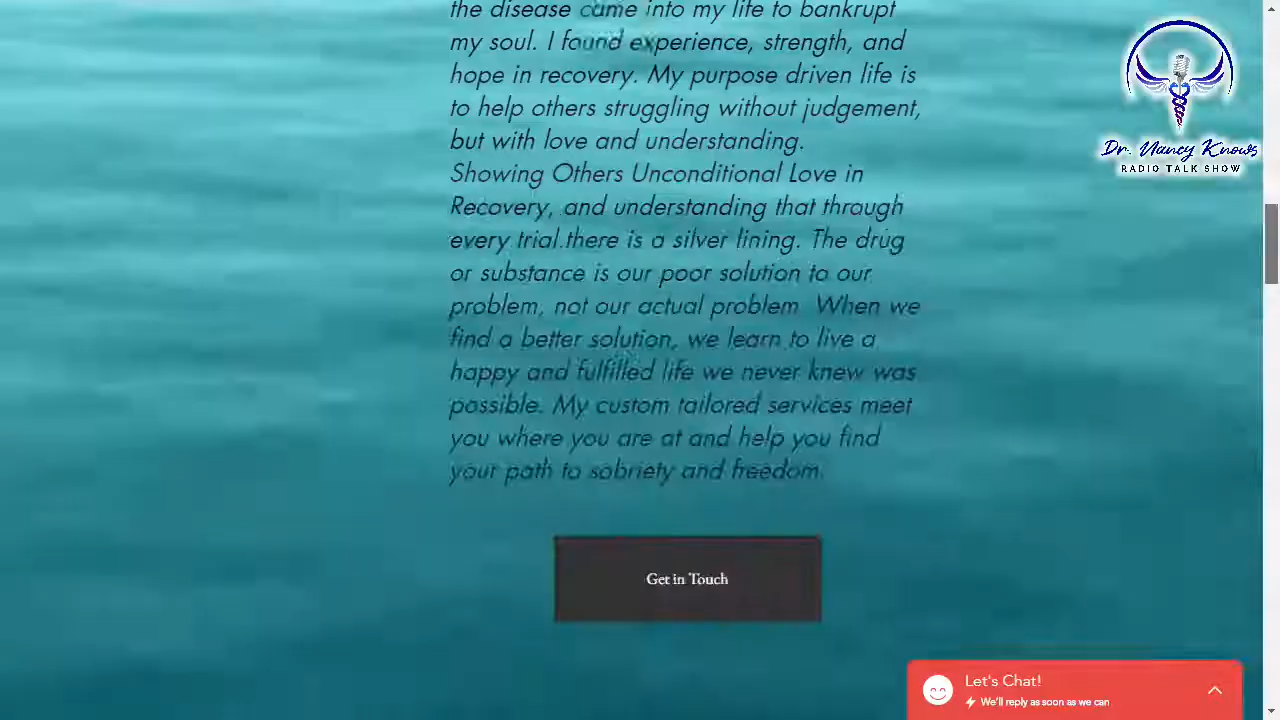 the disease came into my life to bankrupt
my soul. I found experience, strength, and
hope in recovery. My purpose driven life is
to help others struggling without judgement,
but with love and understanding.
Showing Others Unconditional Love in
Recovery, and understanding that through
every trial.there is a silver lining. The drug
or substance is our poor solution to our
problem, not our actual problem. When we
find a better solution, we learn to live a
happy and fulfilled life we never knew was
possible. My custom tailored services meet
you where you are at and help you find
your path to sobriety and freedom.
Get in Touch
Dr. Nancy Knows
RADIO TALK SHOW
Let's Chat!
We'll reply as soon as we can